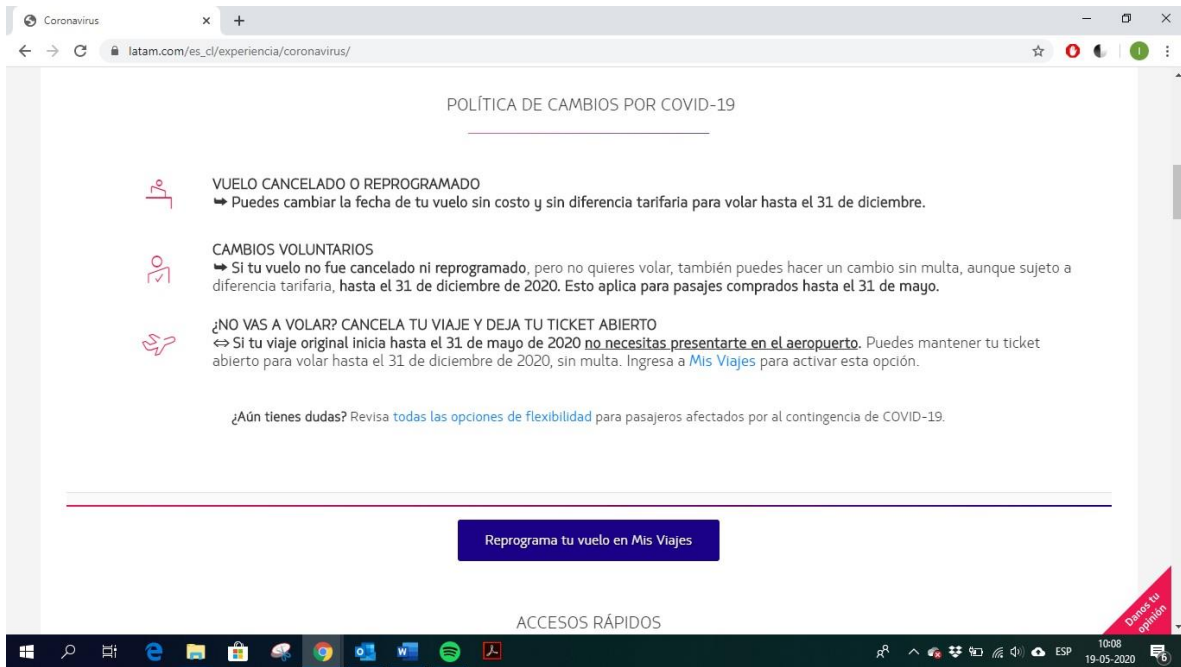 Coronavirus
latam.com/es_cl/experiencia/coronavirus/
POLÍTICA DE CAMBIOS POR COVID-19
VUELO CANCELADO O REPROGRAMADO
➥ Puedes cambiar la fecha de tu vuelo sin costo y sin diferencia tarifaria para volar hasta el 31 de diciembre.
CAMBIOS VOLUNTARIOS
➥ Si tu vuelo no fue cancelado ni reprogramado, pero no quieres volar, también puedes hacer un cambio sin multa, aunque sujeto a
diferencia tarifaria, hasta el 31 de diciembre de 2020. Esto aplica para pasajes comprados hasta el 31 de mayo.
¿NO VAS A VOLAR? CANCELA TU VIAJE Y DEJA TU TICKET ABIERTO
⇔ Si tu viaje original inicia hasta el 31 de mayo de 2020 no necesitas presentarte en el aeropuerto. Puedes mantener tu ticket
abierto para volar hasta el 31 de diciembre de 2020, sin multa. Ingresa a Mis Viajes para activar esta opción.
¿Aún tienes dudas? Revisa todas las opciones de flexibilidad para pasajeros afectados por al contingencia de COVID-19.
Reprograma tu vuelo en Mis Viajes
ACCESOS RÁPIDOS
Danos tu
opinión
ESP
10:08
19-05-2020
6